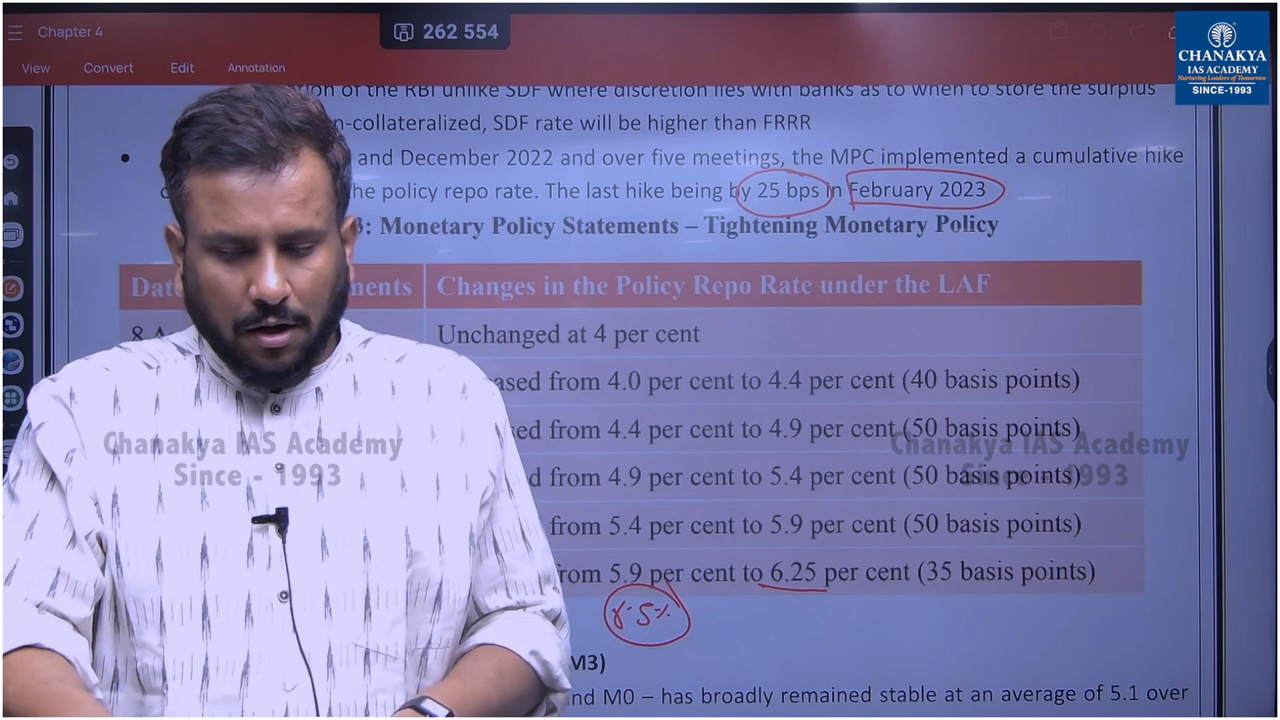 Chapter 4
262 554
View Convert Edit Annotation
CHANAKYA
IAS ACADEMY
Nurturing Leaders of Tomorrow
SINCE-1993
of the RBI unlike SDF where discretion lies with banks as to when to store the surplus
n-collateralized, SDF rate will be higher than FRRR
• and December 2022 and over five meetings, the MPC implemented a cumulative hike
he policy repo rate. The last hike being by 25 bps in February 2023
: Monetary Policy Statements – Tightening Monetary Policy
Date ments Changes in the Policy Repo Rate under the LAF
8 A Unchanged at 4 per cent
ased from 4.0 per cent to 4.4 per cent (40 basis points)
ed from 4.4 per cent to 4.9 per cent (50 basis points)
Chanakya IAS Academy Chanakya IAS Academy
Since - 1993 Since - 1993
d from 4.9 per cent to 5.4 per cent (50 basis points)
from 5.4 per cent to 5.9 per cent (50 basis points)
from 5.9 per cent to 6.25 per cent (35 basis points)
M3)
nd M0 – has broadly remained stable at an average of 5.1 over